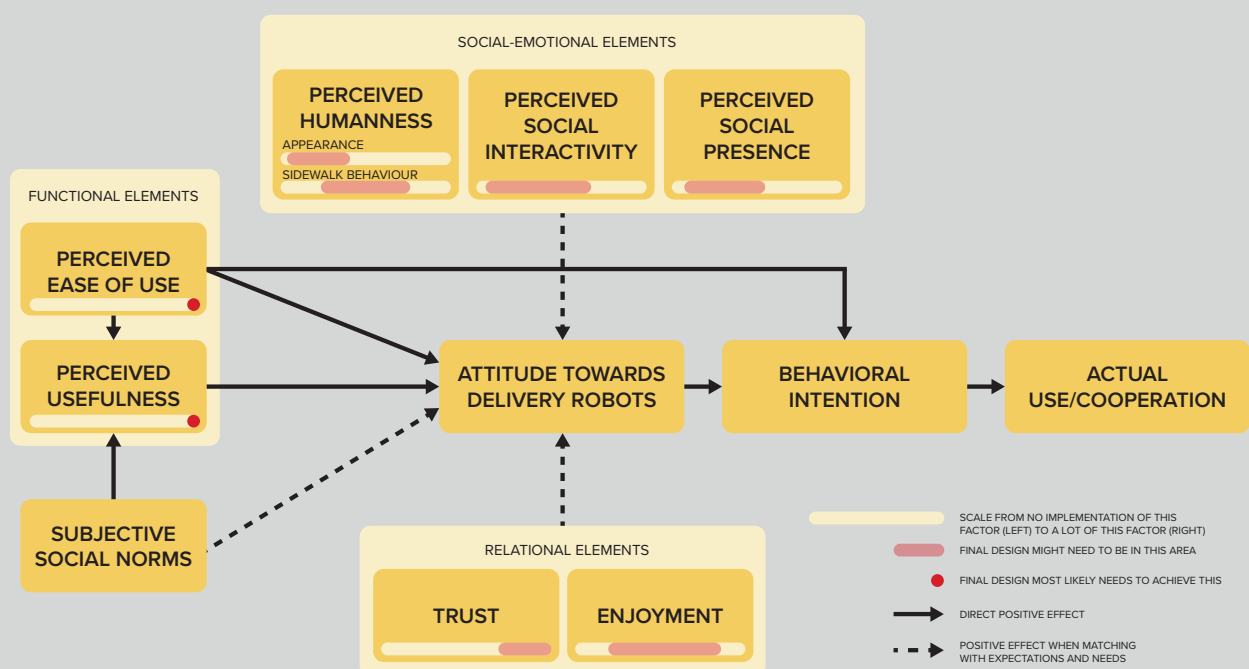 SOCIAL-EMOTIONAL ELEMENTS
PERCEIVED
HUMANNESS
APPEARANCE
SIDEWALK BEHAVIOUR
PERCEIVED
SOCIAL
INTERACTIVITY
PERCEIVED
SOCIAL
PRESENCE
FUNCTIONAL ELEMENTS
PERCEIVED
EASE OF USE
PERCEIVED
USEFULNESS
SUBJECTIVE
SOCIAL NORMS
ATTITUDE TOWARDS
DELIVERY ROBOTS
BEHAVIORAL
INTENTION
ACTUAL
USE/COOPERATION
RELATIONAL ELEMENTS
TRUST
ENJOYMENT
SCALE FROM NO IMPLEMENTATION OF THIS
FACTOR (LEFT) TO A LOT OF THIS FACTOR (RIGHT)
FINAL DESIGN MIGHT NEED TO BE IN THIS AREA
FINAL DESIGN MOST LIKELY NEEDS TO ACHIEVE THIS
DIRECT POSITIVE EFFECT
POSITIVE EFFECT WHEN MATCHING
WITH EXPECTATIONS AND NEEDS